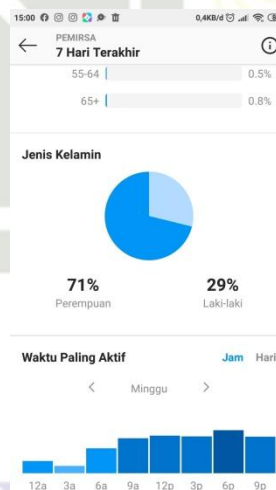 15:00 0,4KB/d
PEMIRSA
7 Hari Terakhir
55-64 0.5%
65+ 0.8%
Jenis Kelamin
71% 29%
Perempuan Laki-laki
Waktu Paling Aktif Jam Hari
Minggu
12a 3a 6a 9a 12p 3p 6p 9p